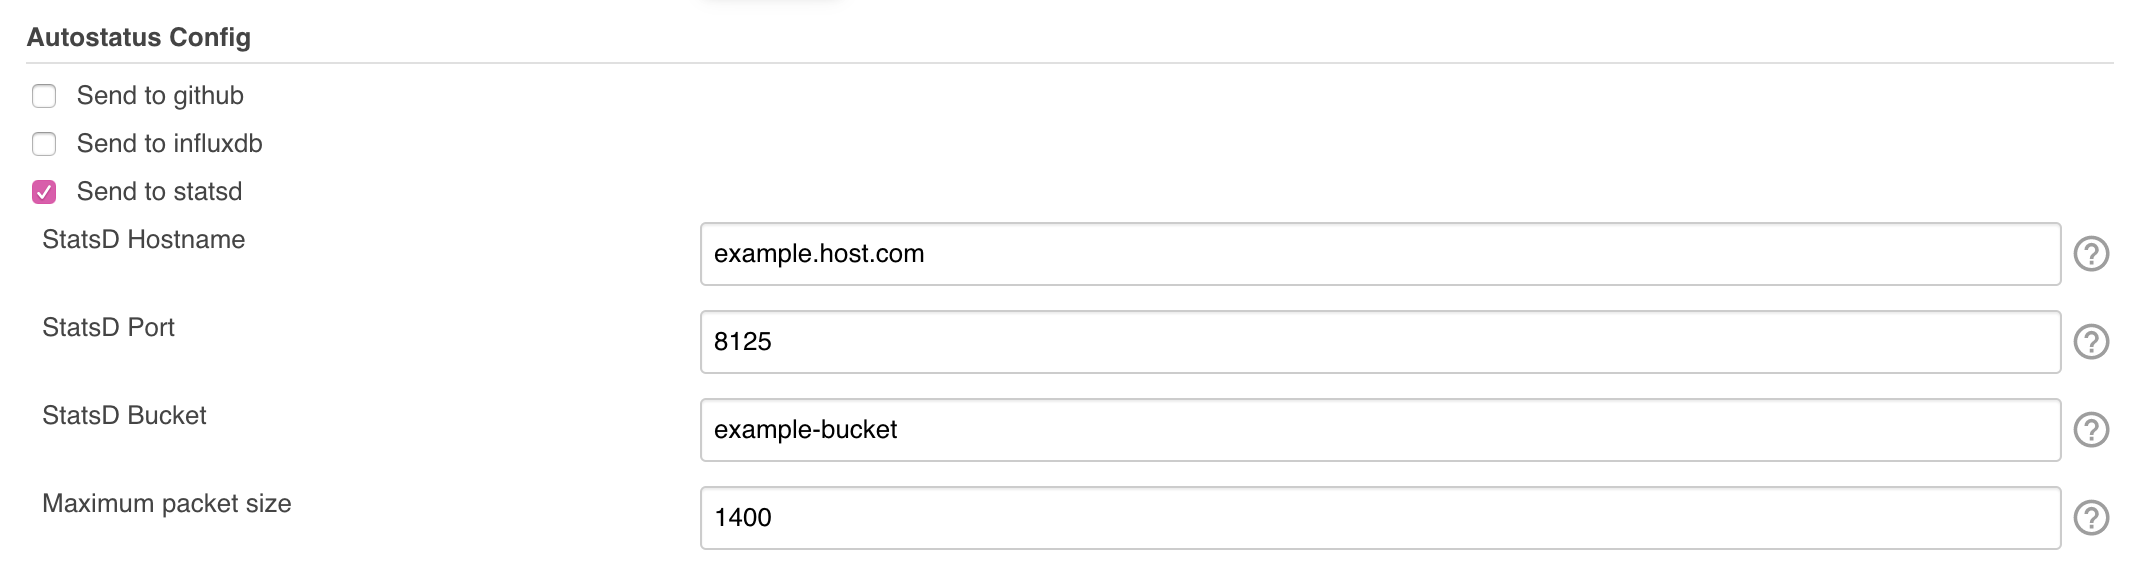 Autostatus Config
Send to github
Send to influxdb
Send to statsd
StatsD Hostname
example.host.com
StatsD Port
8125
StatsD Bucket
example-bucket
Maximum packet size
1400